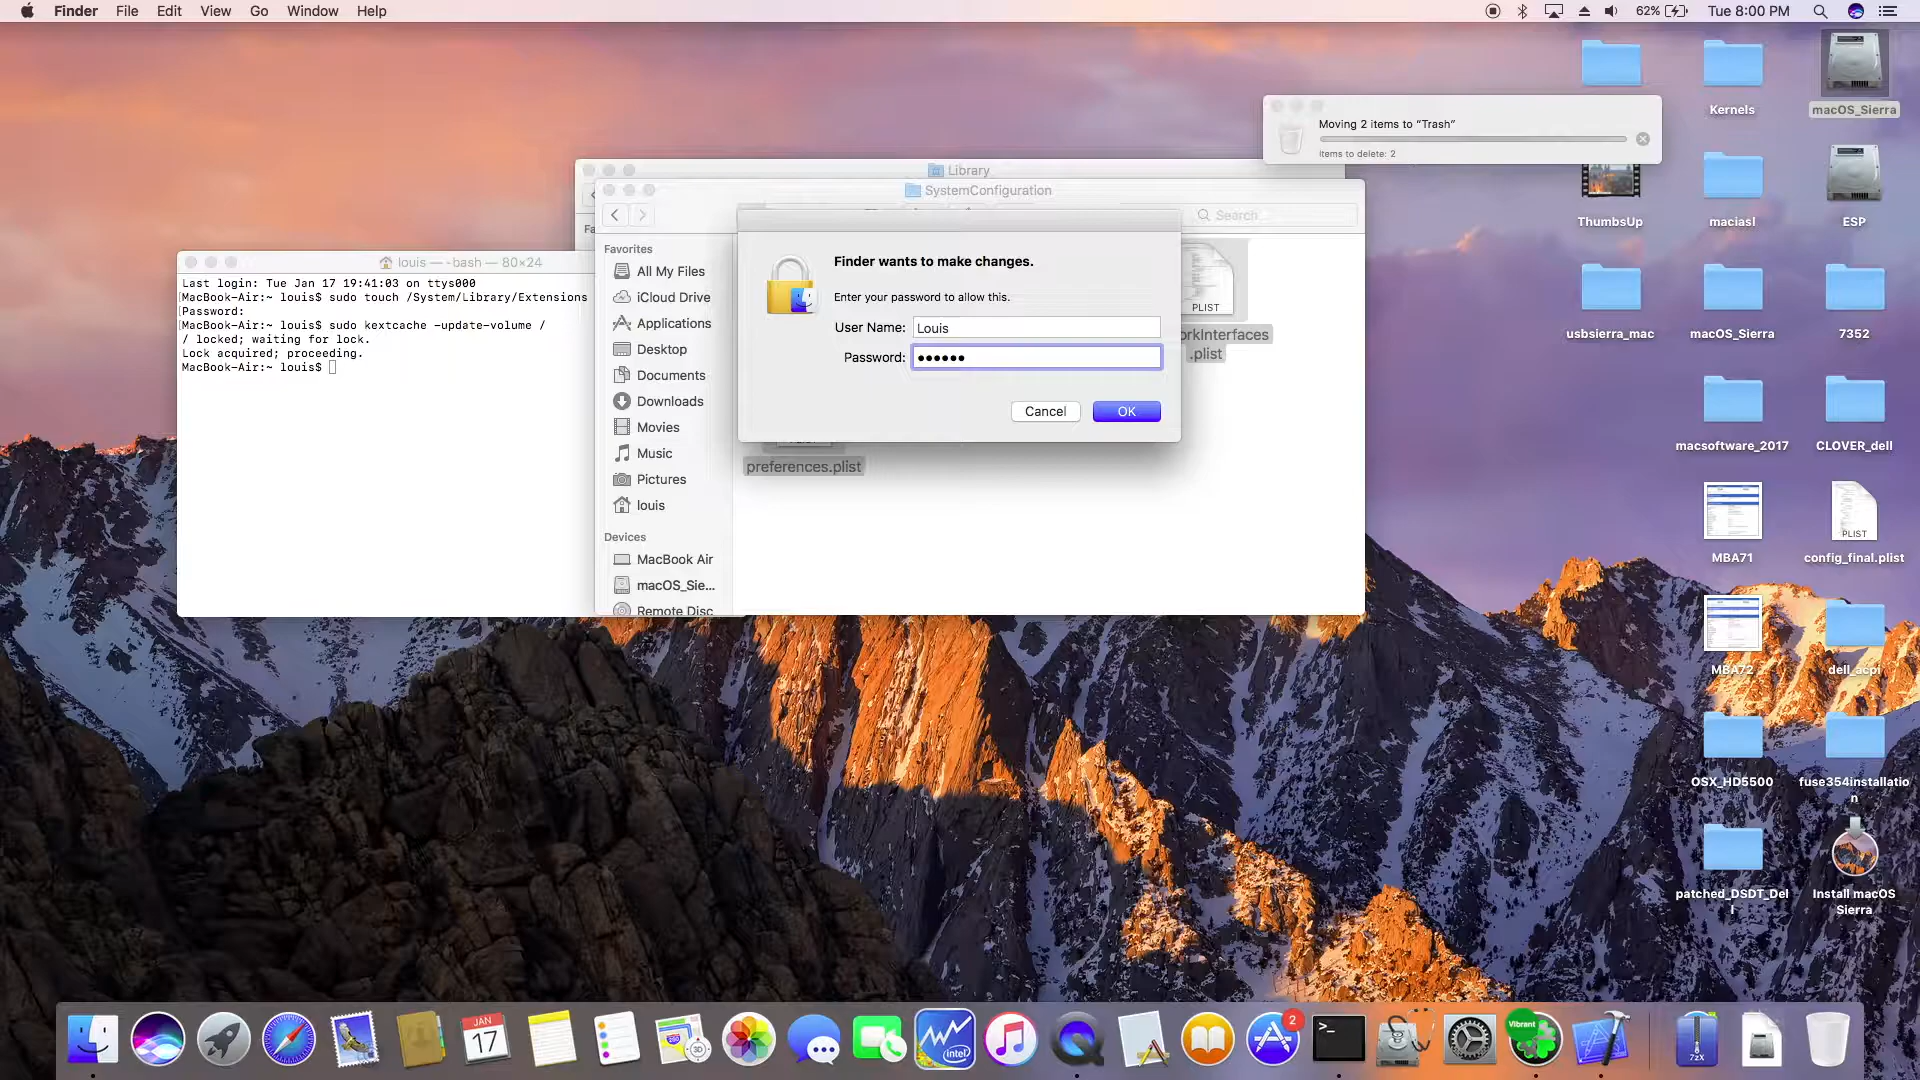 Finder File Edit View Go Window Help
62% Tue 8:00 PM
Kernels
macOS_Sierra
Moving 2 items to “Trash”
Items to delete: 2
ThumbsUp
maciasl
ESP
usbsierra_mac
macOS_Sierra
7352
macsoftware_2017
CLOVER_dell
PLIST
MBA71
config_final.plist
MBA72
dell_acpi
OSX_HD5500
fuse354installatio
n
patched_DSDT_Del
l
Install macOS
Sierra
Library
Fa
SystemConfiguration
Search
Favorites
All My Files
iCloud Drive
Applications
Desktop
Documents
Downloads
Movies
Music
Pictures
louis
Devices
MacBook Air
macOS_Sie...
Remote Disc
PLIST
orkInterfaces
.plist
preferences.plist
Finder wants to make changes.
Enter your password to allow this.
User Name: Louis
Password: ••••••
Cancel OK
louis — -bash — 80×24
Last login: Tue Jan 17 19:41:03 on ttys000
[MacBook-Air:~ louis$ sudo touch /System/Library/Extensions
[Password:
[MacBook-Air:~ louis$ sudo kextcache -update-volume /
/ locked; waiting for lock.
Lock acquired; proceeding.
MacBook-Air:~ louis$
JAN
17
3D
intel
2
>_
Vibrant
7zX